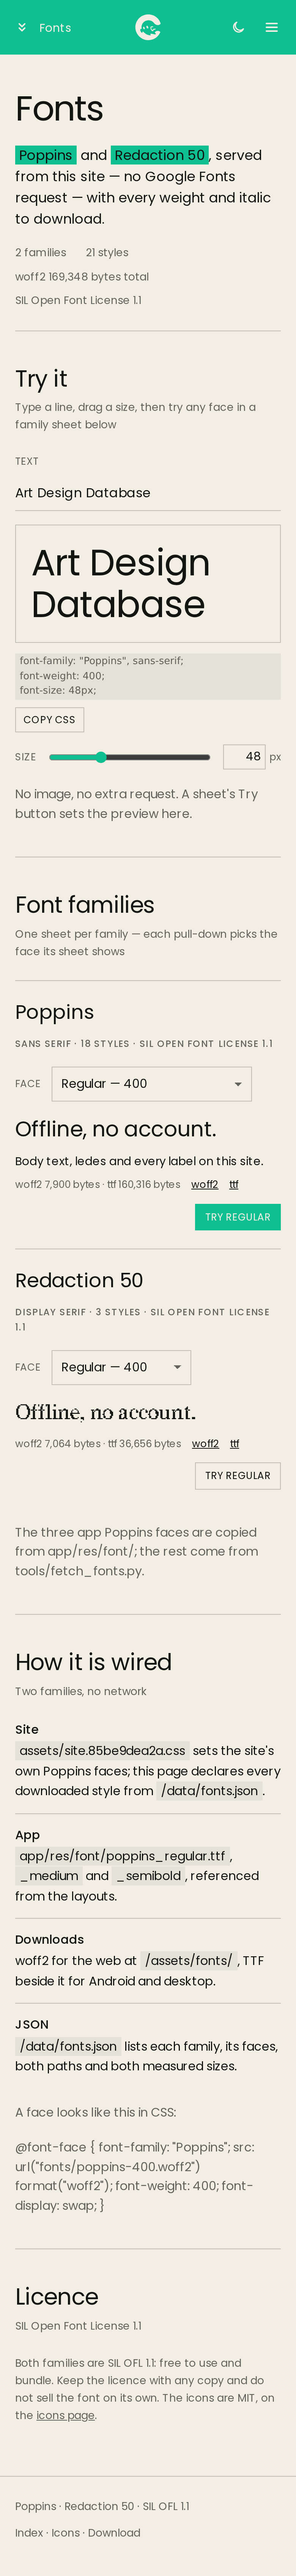 Fonts
Fonts
Poppins and Redaction 50, served
from this site — no Google Fonts
request — with every weight and italic
to download.
2 families 21 styles
woff2 169,348 bytes total
SIL Open Font License 1.1
Try it
Type a line, drag a size, then try any face in a
family sheet below
TEXT
Art Design Database
Art Design
Database
font-family: "Poppins", sans-serif;
font-weight: 400;
font-size: 48px;
COPY CSS
SIZE 48 px
No image, no extra request. A sheet's Try
button sets the preview here.
Font families
One sheet per family — each pull-down picks the
face its sheet shows
Poppins
SANS SERIF · 18 STYLES · SIL OPEN FONT LICENSE 1.1
FACE Regular — 400
Offline, no account.
Body text, ledes and every label on this site.
woff2 7,900 bytes · ttf 160,316 bytes woff2 ttf
TRY REGULAR
Redaction 50
DISPLAY SERIF · 3 STYLES · SIL OPEN FONT LICENSE
1.1
FACE Regular — 400
Offline, no account.
woff2 7,064 bytes · ttf 36,656 bytes woff2 ttf
TRY REGULAR
The three app Poppins faces are copied
from app/res/font/; the rest come from
tools/fetch_fonts.py.
How it is wired
Two families, no network
Site
assets/site.85be9dea2a.css sets the site's
own Poppins faces; this page declares every
downloaded style from /data/fonts.json.
App
app/res/font/poppins_regular.ttf,
_medium and _semibold, referenced
from the layouts.
Downloads
woff2 for the web at /assets/fonts/, TTF
beside it for Android and desktop.
JSON
/data/fonts.json lists each family, its faces,
both paths and both measured sizes.
A face looks like this in CSS:
@font-face { font-family: "Poppins"; src:
url("fonts/poppins-400.woff2")
format("woff2"); font-weight: 400; font-
display: swap; }
Licence
SIL Open Font License 1.1
Both families are SIL OFL 1.1: free to use and
bundle. Keep the licence with any copy and do
not sell the font on its own. The icons are MIT, on
the icons page.
Poppins · Redaction 50 · SIL OFL 1.1
Index · Icons · Download